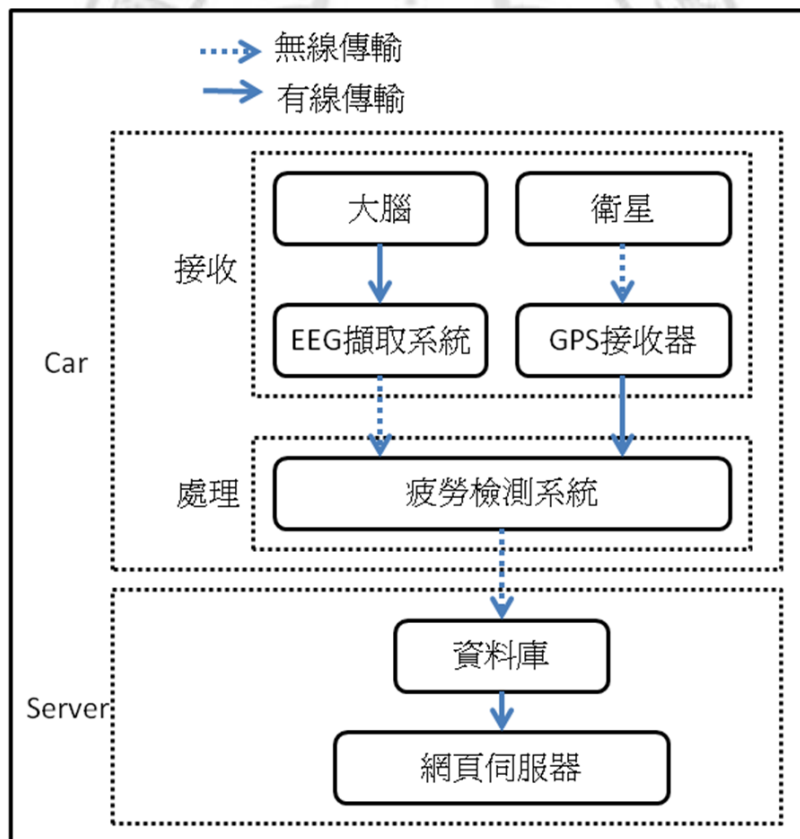 無線傳輸
有線傳輸
大腦
衛星
接收
EEG擷取系統
GPS接收器
Car
處理
疲勞檢測系統
資料庫
Server
網頁伺服器